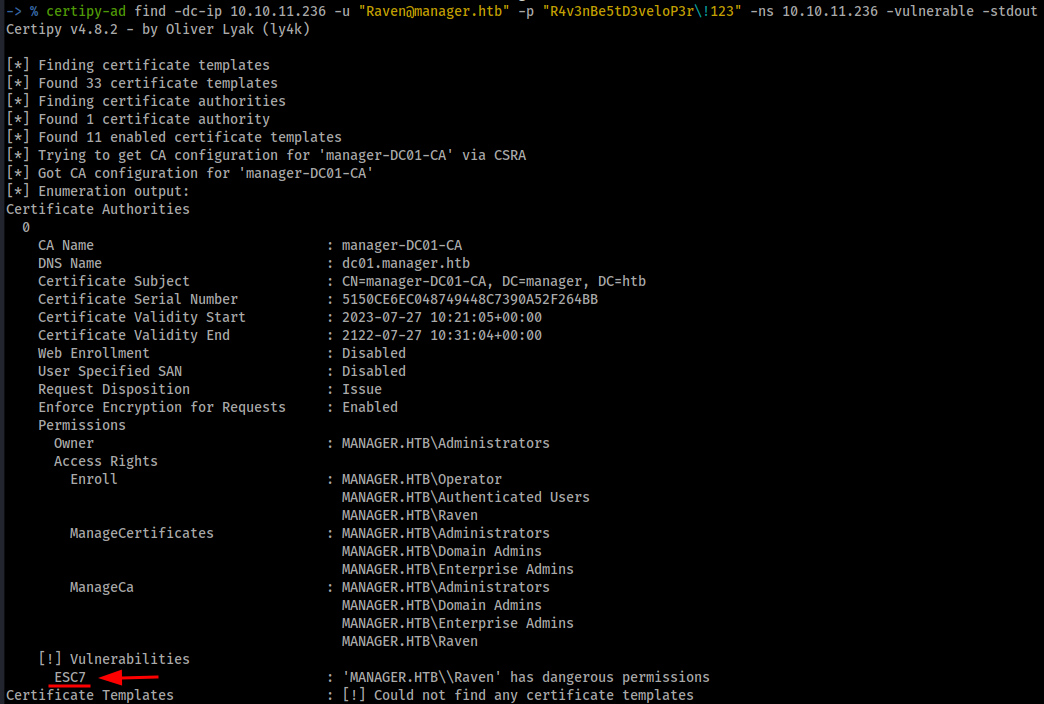 -> % certipy-ad find -dc-ip 10.10.11.236 -u "Raven@manager.htb" -p "R4v3nBe5tD3veloP3r\!123" -ns 10.10.11.236 -vulnerable -stdout
Certipy v4.8.2 - by Oliver Lyak (ly4k)
[*] Finding certificate templates
[*] Found 33 certificate templates
[*] Finding certificate authorities
[*] Found 1 certificate authority
[*] Found 11 enabled certificate templates
[*] Trying to get CA configuration for 'manager-DC01-CA' via CSRA
[*] Got CA configuration for 'manager-DC01-CA'
[*] Enumeration output:
Certificate Authorities
0
CA Name : manager-DC01-CA
DNS Name : dc01.manager.htb
Certificate Subject : CN=manager-DC01-CA, DC=manager, DC=htb
Certificate Serial Number : 5150CE6EC048749448C7390A52F264BB
Certificate Validity Start : 2023-07-27 10:21:05+00:00
Certificate Validity End : 2122-07-27 10:31:04+00:00
Web Enrollment : Disabled
User Specified SAN : Disabled
Request Disposition : Issue
Enforce Encryption for Requests : Enabled
Permissions
Owner : MANAGER.HTB\Administrators
Access Rights
Enroll : MANAGER.HTB\Operator
MANAGER.HTB\Authenticated Users
MANAGER.HTB\Raven
ManageCertificates : MANAGER.HTB\Administrators
MANAGER.HTB\Domain Admins
MANAGER.HTB\Enterprise Admins
ManageCa : MANAGER.HTB\Administrators
MANAGER.HTB\Domain Admins
MANAGER.HTB\Enterprise Admins
MANAGER.HTB\Raven
[!] Vulnerabilities
ESC7 : 'MANAGER.HTB\\Raven' has dangerous permissions
Certificate Templates : [!] Could not find any certificate templates